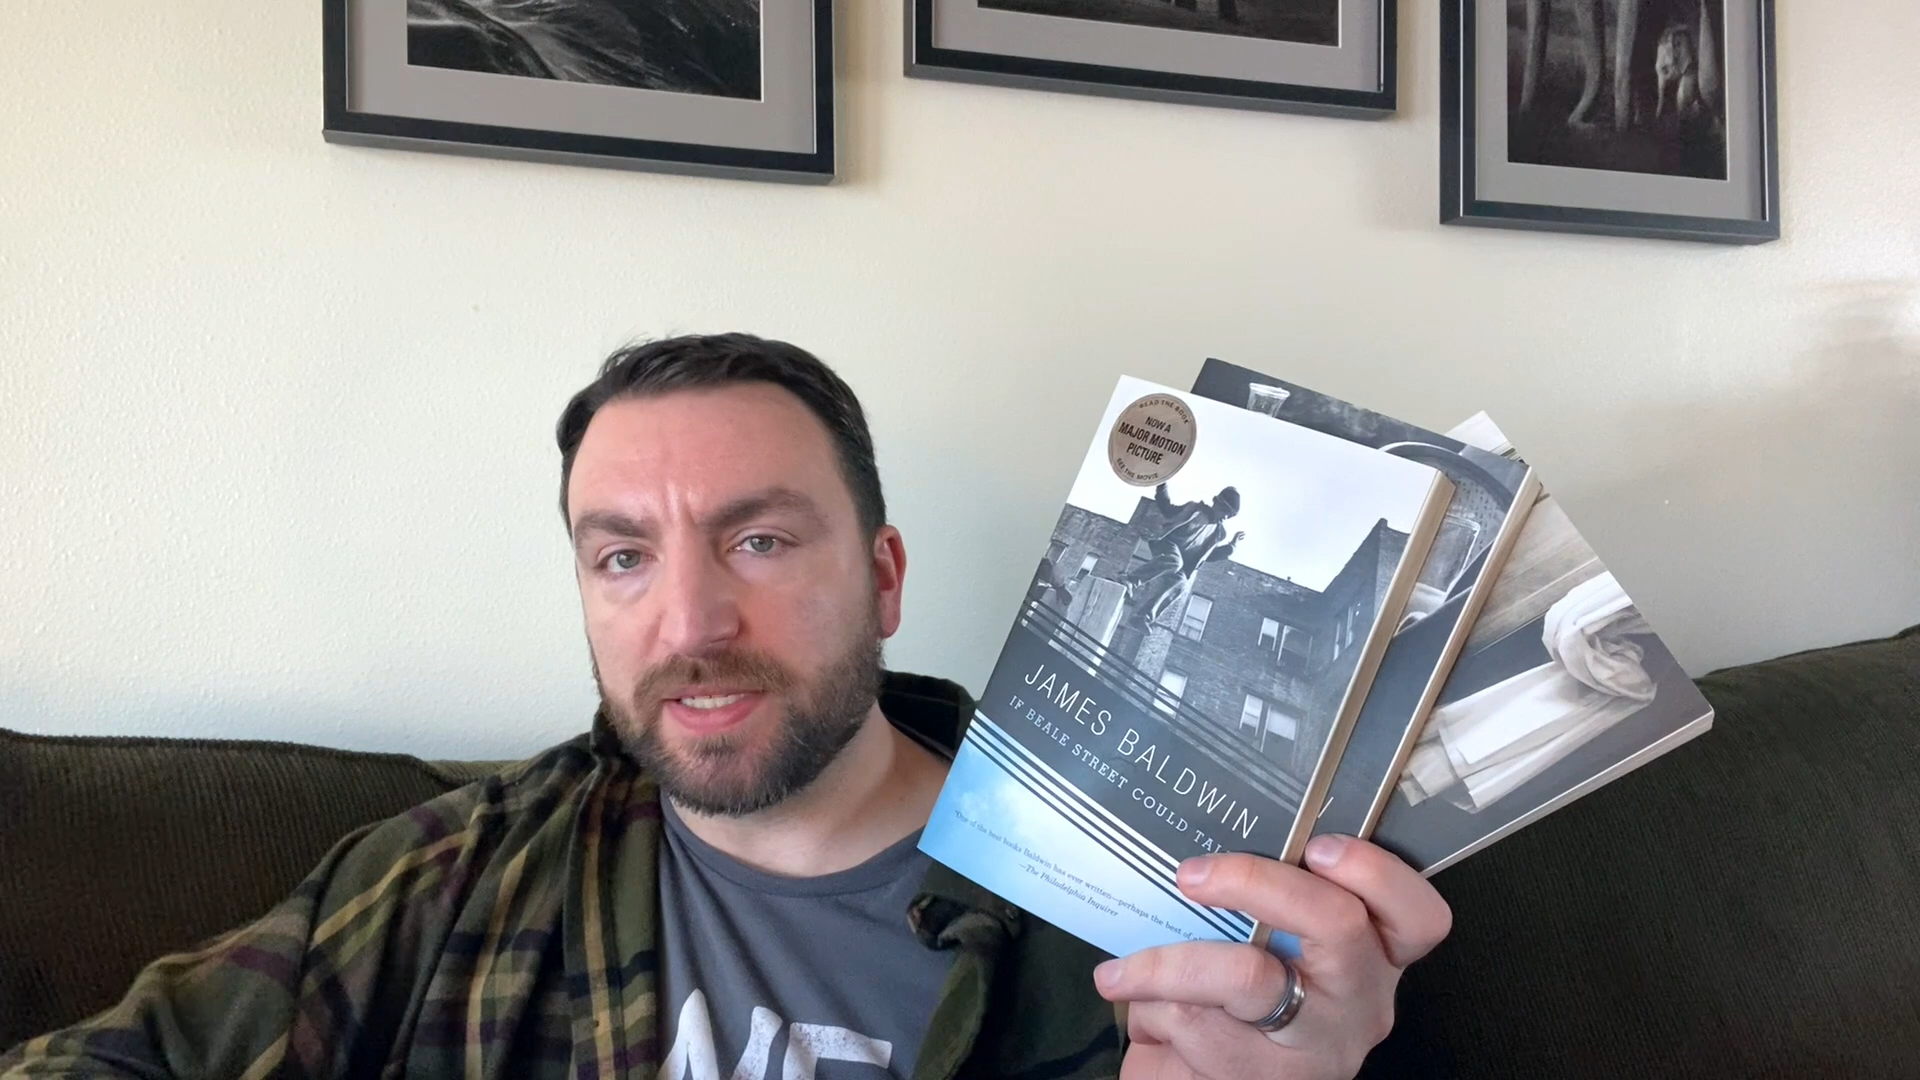 READ THE BOOK
NOW A
MAJOR MOTION
PICTURE
SEE THE MOVIE
JAMES BALDWIN
IF BEALE STREET COULD
"One of the best books Baldwin has ever written—perhaps the best of
—The Philadelphia Inquirer